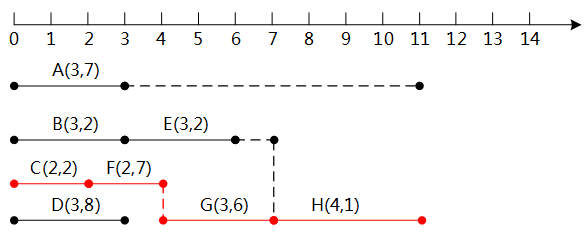 0 1 2 3 4 5 6 7 8 9 10 11 12 13 14
A(3,7)
B(3,2) E(3,2)
C(2,2) F(2,7)
D(3,8) G(3,6) H(4,1)